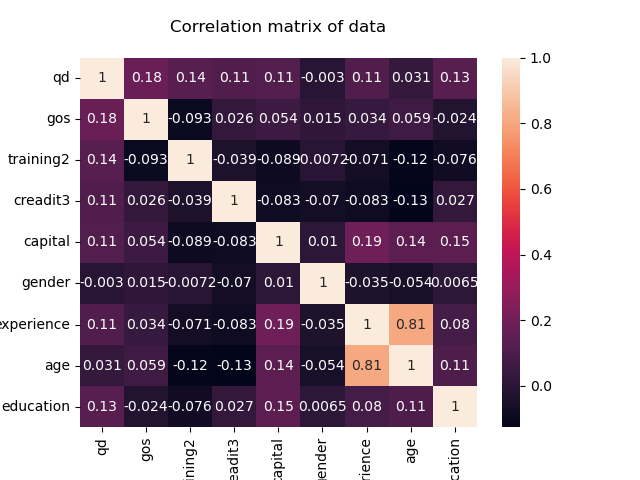 Correlation matrix of data
qd 1 0.18 0.14 0.11 0.11 -0.003 0.11 0.031 0.13
gos 0.18 1 -0.093 0.026 0.054 0.015 0.034 0.059 -0.024
training2 0.14 -0.093 1 -0.039 -0.089 0.0072 -0.071 -0.12 -0.076
creadit3 0.11 0.026 -0.039 1 -0.083 -0.07 -0.083 -0.13 0.027
capital 0.11 0.054 -0.089 -0.083 1 0.01 0.19 0.14 0.15
gender -0.003 0.015 -0.0072 -0.07 0.01 1 -0.035 -0.054 0.0065
experience 0.11 0.034 -0.071 -0.083 0.19 -0.035 1 0.81 0.08
age 0.031 0.059 -0.12 -0.13 0.14 -0.054 0.81 1 0.11
education 0.13 -0.024 -0.076 0.027 0.15 0.0065 0.08 0.11 1
qd gos ining2 eadit3 capital gender rience age cation
1.0
0.8
0.6
0.4
0.2
0.0